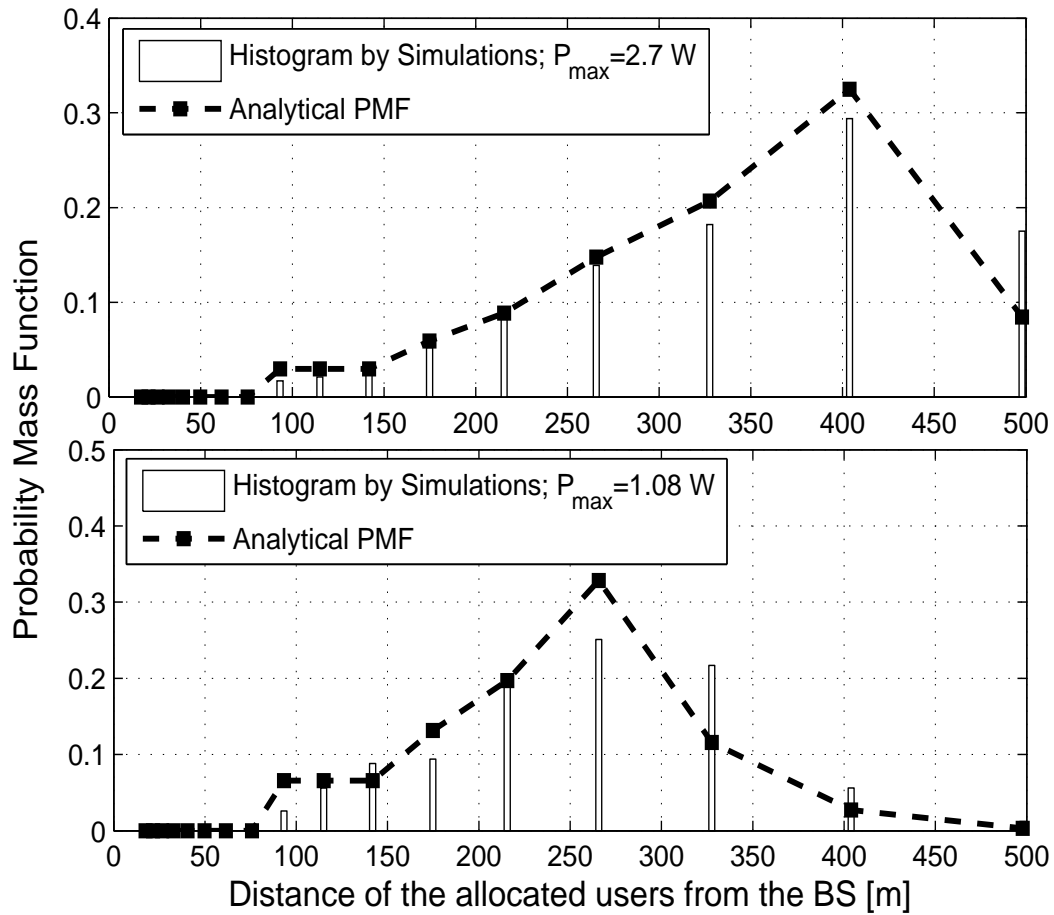 0.4
0.3
0.2
0.1
0
Histogram by Simulations; P_max=2.7 W
Analytical PMF
0 50 100 150 200 250 300 350 400 450 500
Probability Mass Function
0.5
0.4
0.3
0.2
0.1
0
Histogram by Simulations; P_max=1.08 W
Analytical PMF
0 50 100 150 200 250 300 350 400 450 500
Distance of the allocated users from the BS [m]